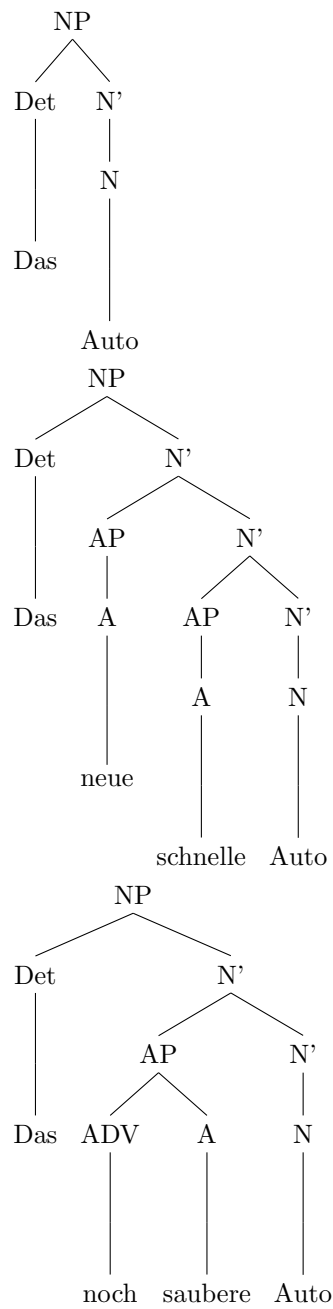 NP
Det N'
N
Das
Auto
NP
Det N'
AP N'
Das A AP N'
A N
neue
schnelle Auto
NP
Det N'
AP N'
Das ADV A N
noch saubere Auto